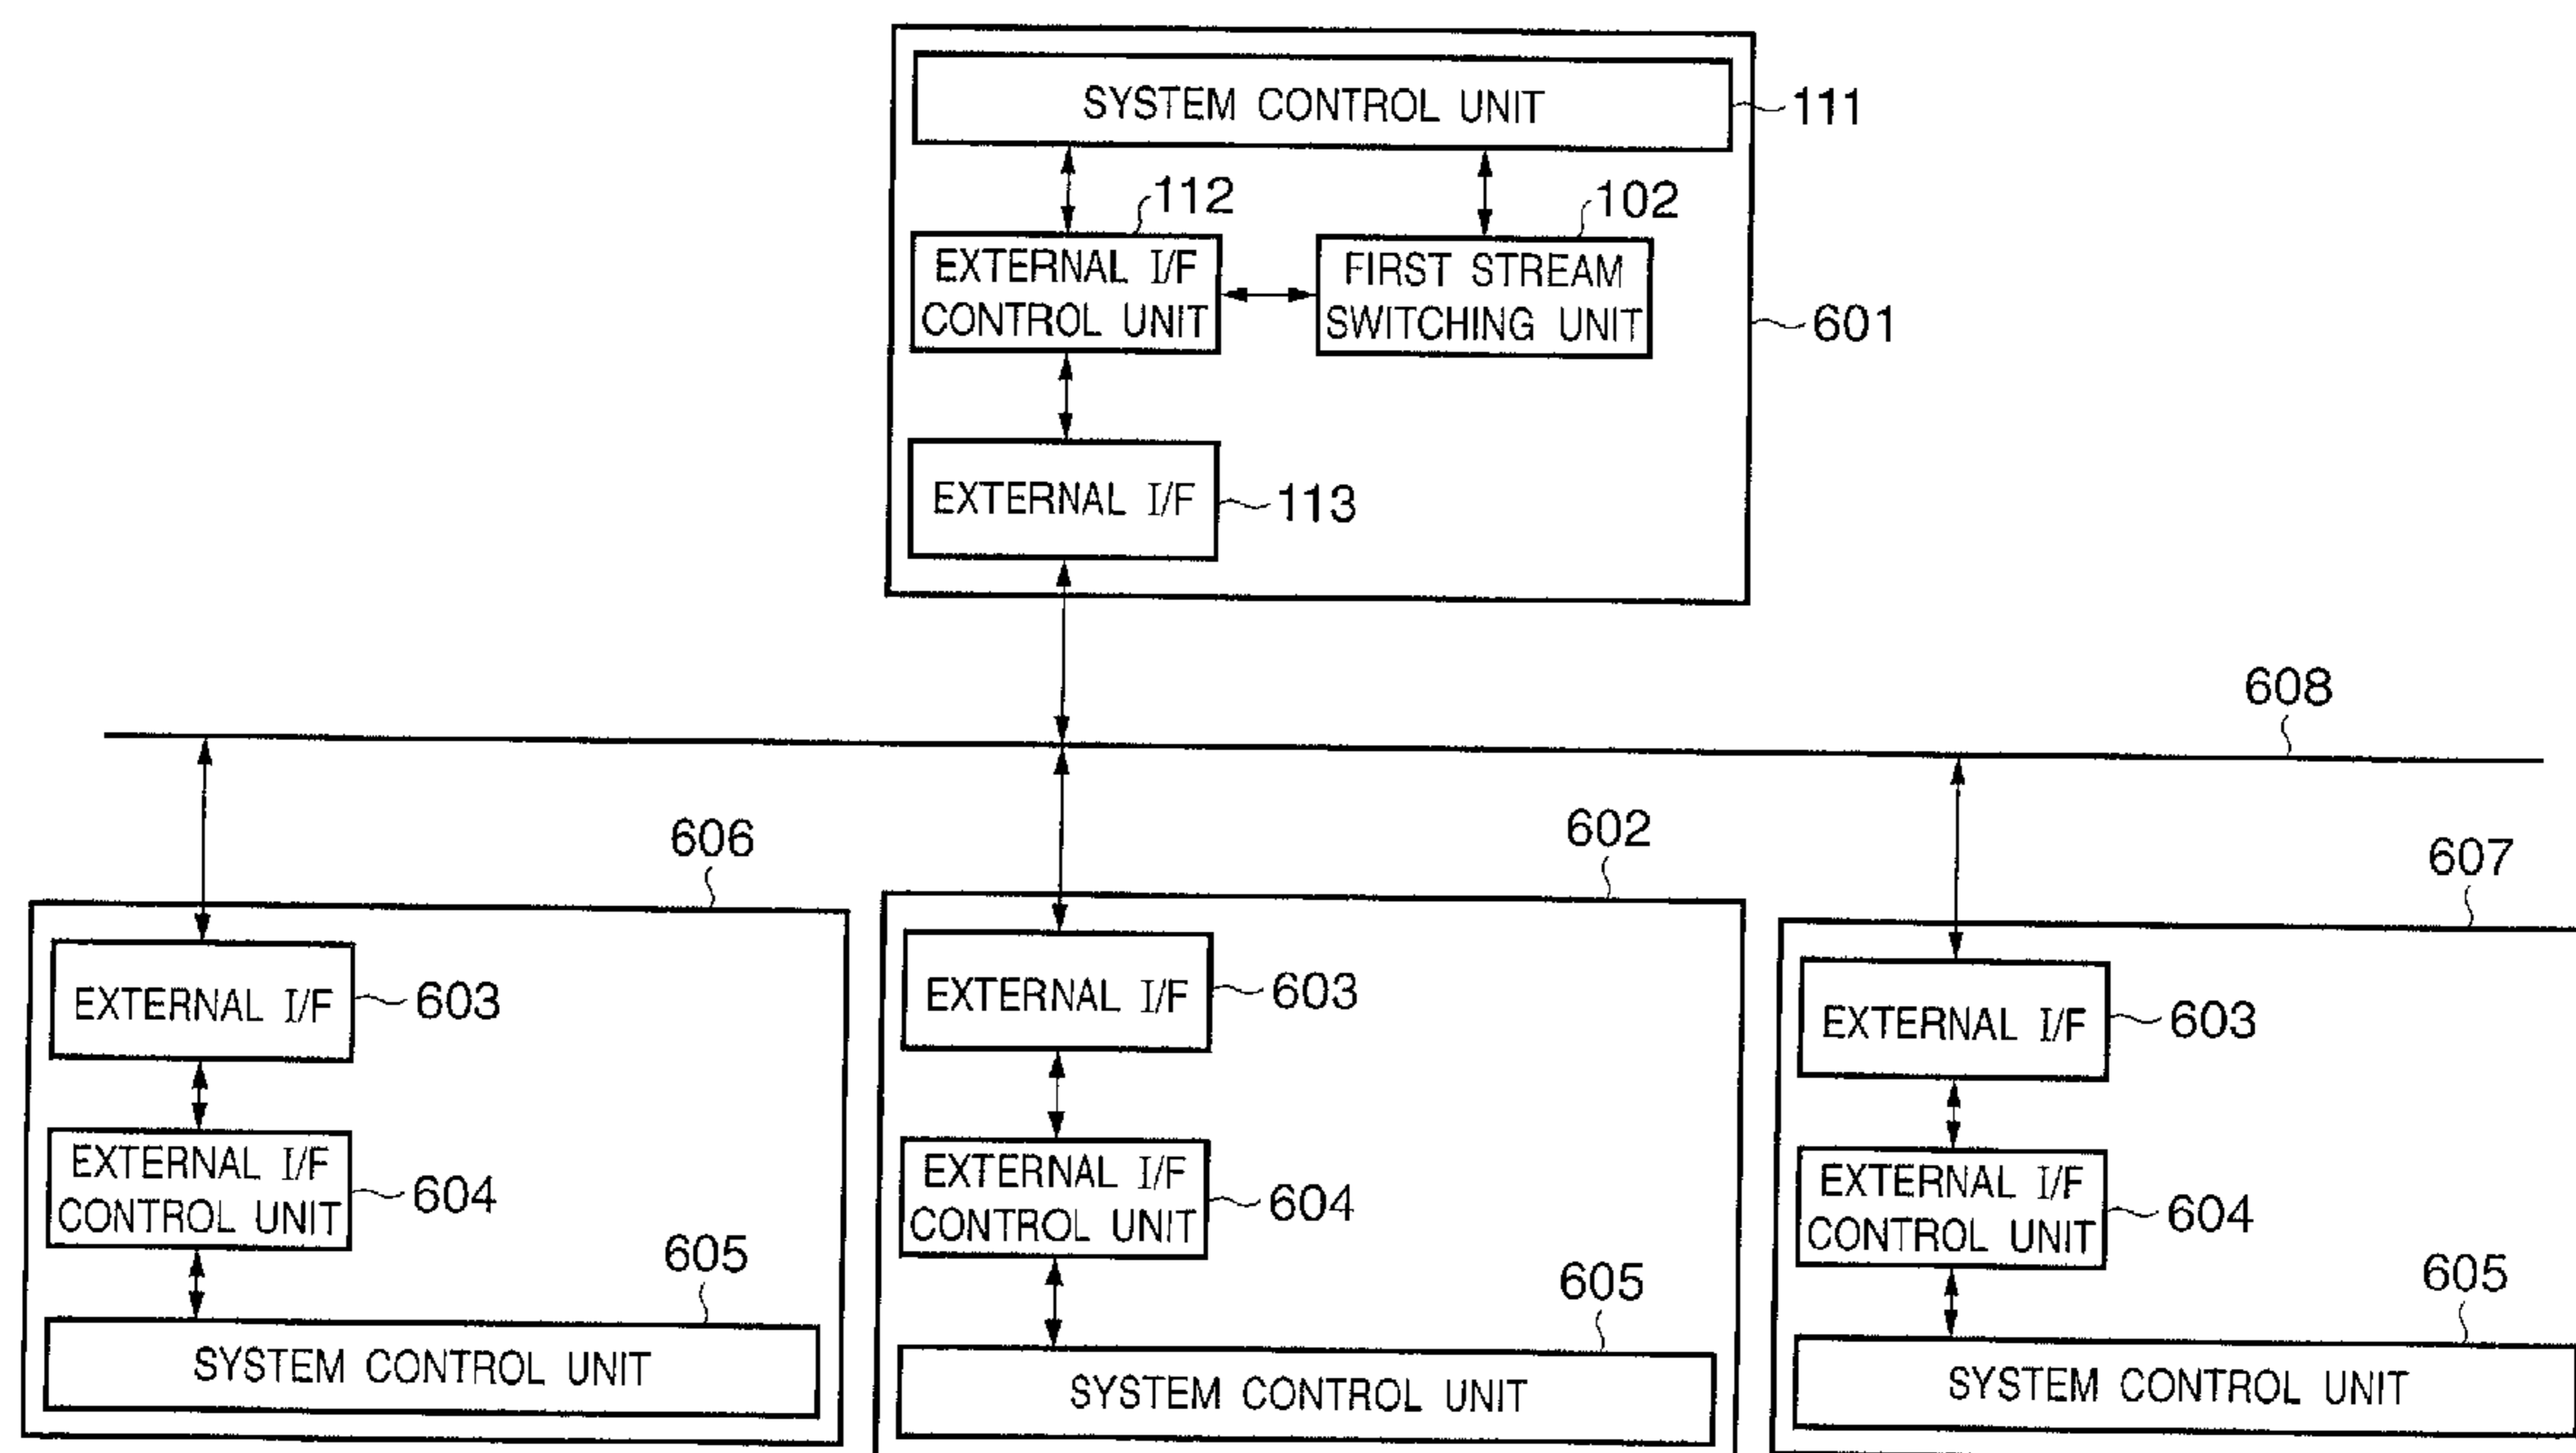 SYSTEM CONTROL UNIT
111
112
102
EXTERNAL I/F
CONTROL UNIT
FIRST STREAM
SWITCHING UNIT
601
EXTERNAL I/F
113
608
606
602
607
EXTERNAL I/F
603
EXTERNAL I/F
603
EXTERNAL I/F
603
EXTERNAL I/F
CONTROL UNIT
604
EXTERNAL I/F
CONTROL UNIT
604
EXTERNAL I/F
CONTROL UNIT
604
605
605
605
SYSTEM CONTROL UNIT
SYSTEM CONTROL UNIT
SYSTEM CONTROL UNIT